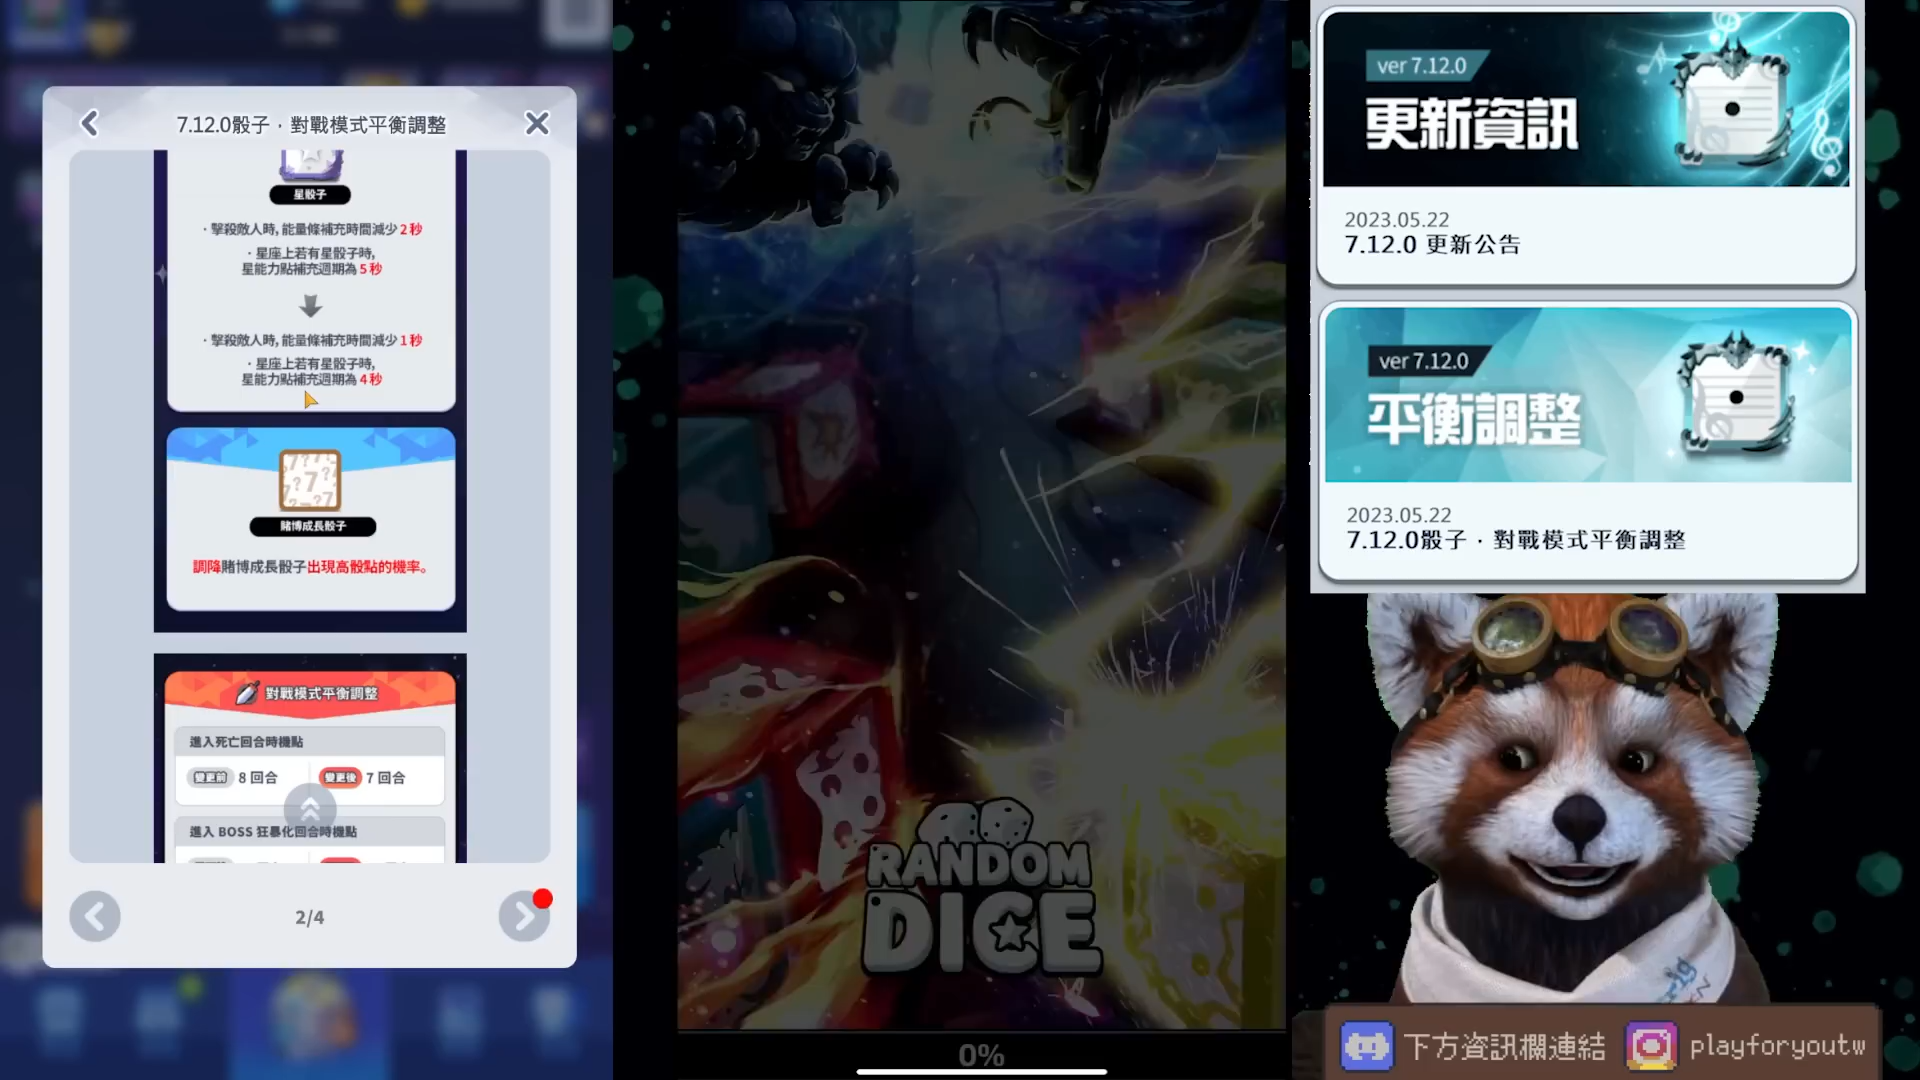 7.12.0骰子 · 對戰模式平衡調整
星骰子
· 擊殺敵人時, 能量條補充時間減少 2 秒
· 星座上若有星骰子時,
星能力點補充週期為 5 秒
· 擊殺敵人時, 能量條補充時間減少 1 秒
· 星座上若有星骰子時,
星能力點補充週期為 4 秒
賭博成長骰子
調降賭博成長骰子出現高骰點的機率。
對戰模式平衡調整
進入死亡回合時機點
變更前 8 回合 變更後 7 回合
進入 BOSS 狂暴化回合時機點
2/4
RANDOM
DICE
0%
ver 7.12.0
更新資訊
2023.05.22
7.12.0 更新公告
ver 7.12.0
平衡調整
2023.05.22
7.12.0骰子 · 對戰模式平衡調整
下方資訊欄連結 playforyoutw